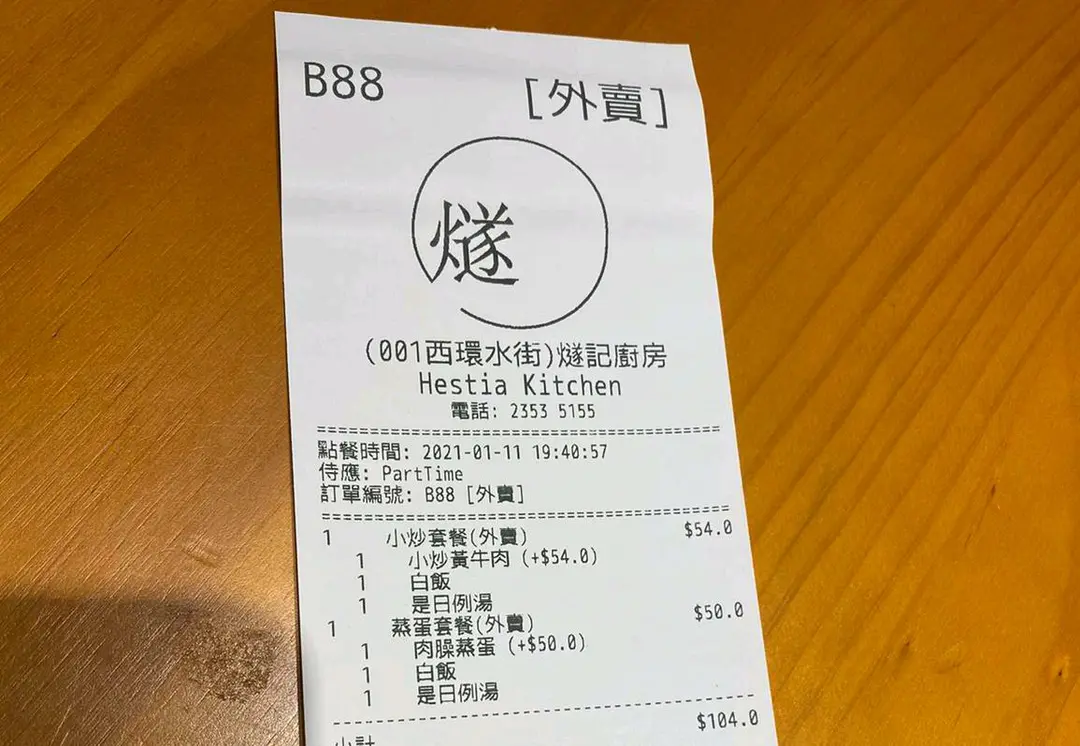 B88 [外賣]
燧
(001西環水街)燧記廚房
Hestia Kitchen
電話: 2353 5155
點餐時間: 2021-01-11 19:40:57
侍應: PartTime
訂單編號: B88 [外賣]
1 小炒套餐(外賣) $54.0
1 小炒黃牛肉 (+$54.0)
1 白飯
1 是日例湯
1 蒸蛋套餐(外賣) $50.0
1 肉臊蒸蛋 (+$50.0)
1 白飯
1 是日例湯
小計 $104.0